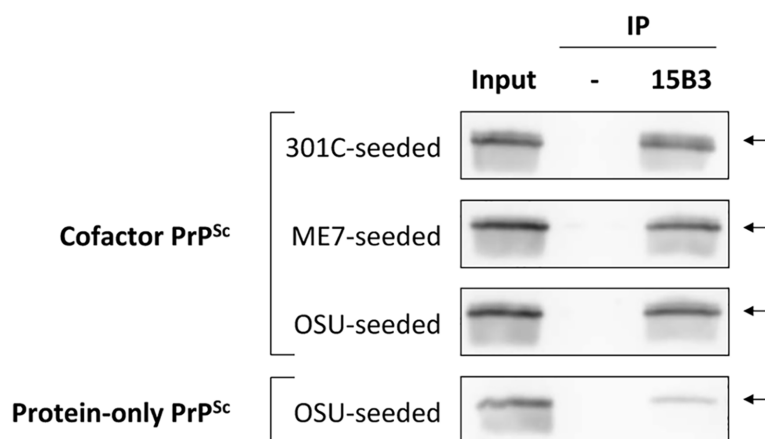 IP
Input - 15B3
301C-seeded
Cofactor PrPSc ME7-seeded
OSU-seeded
Protein-only PrPSc OSU-seeded